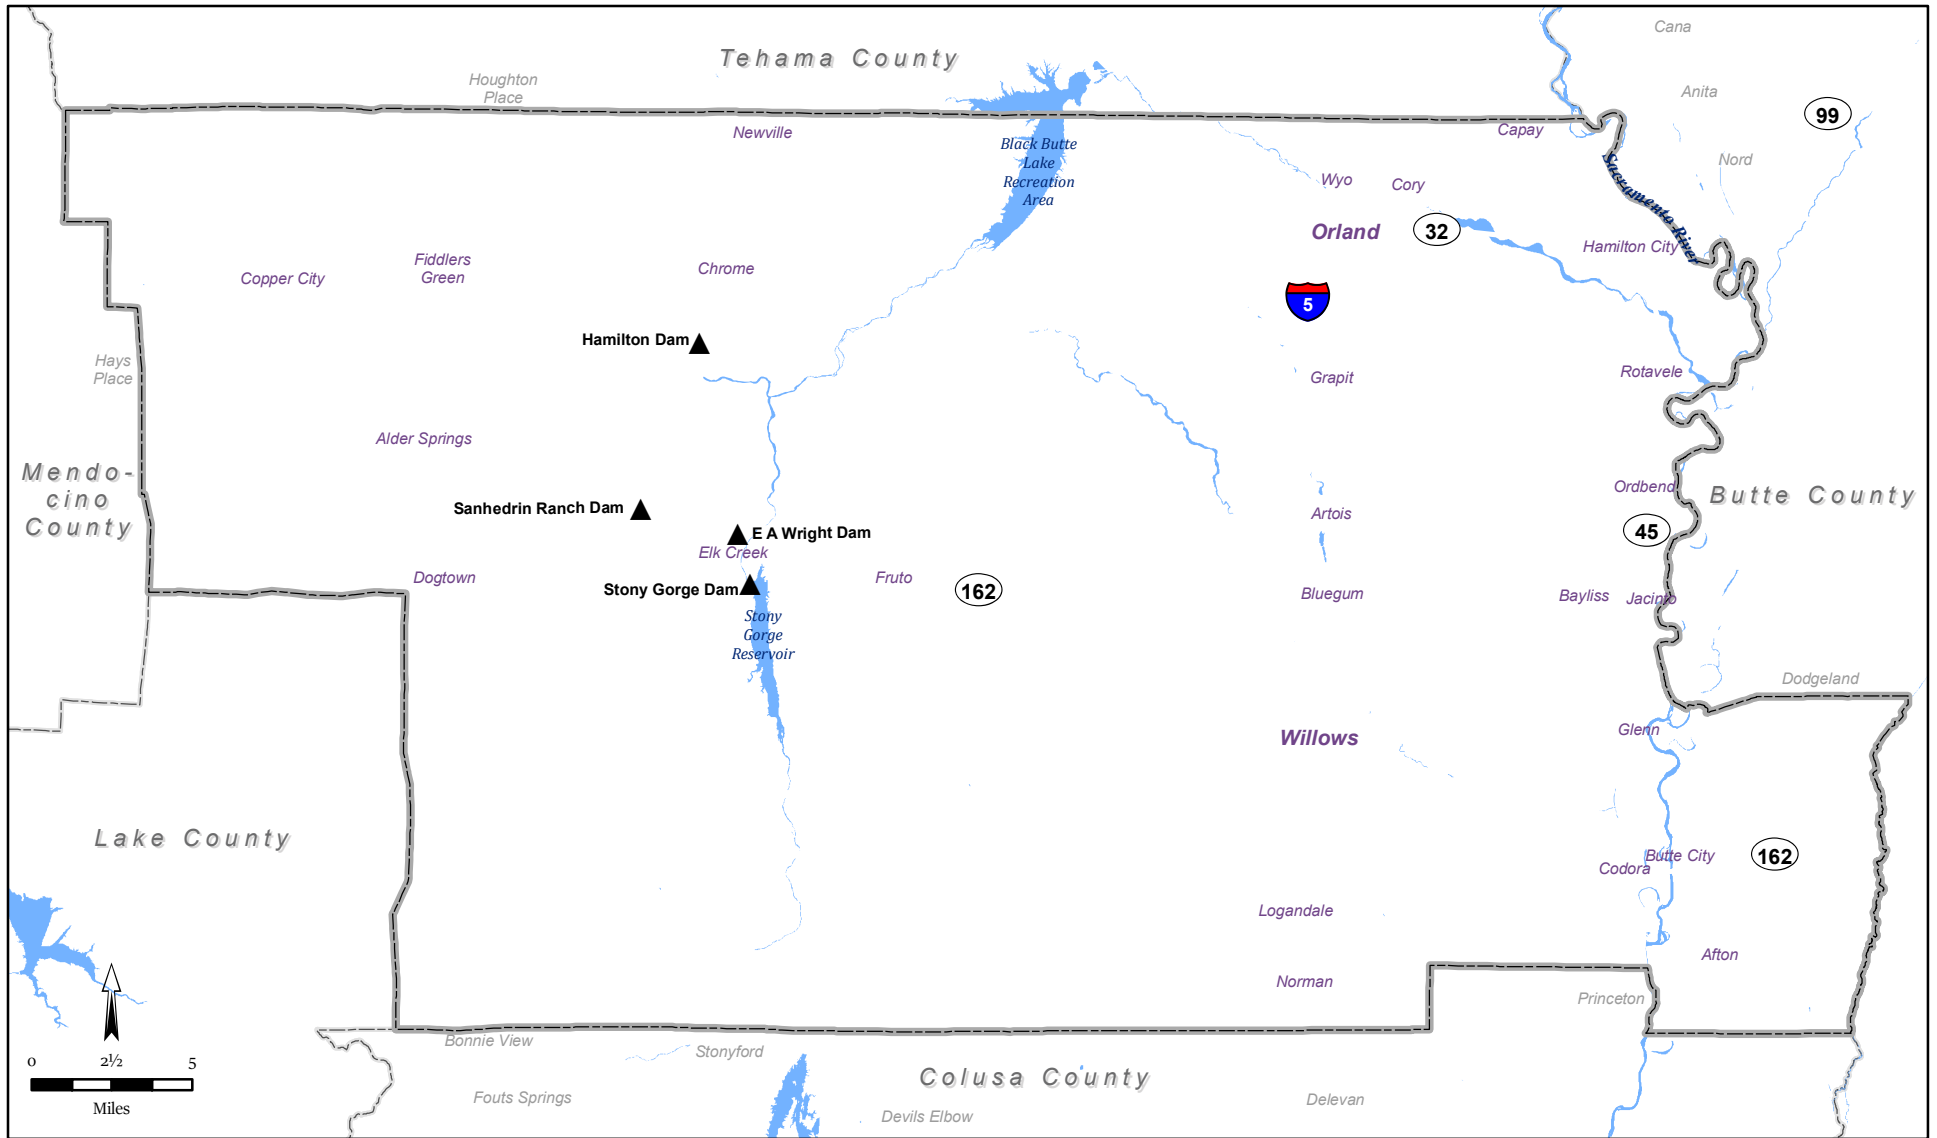 Cana
Tehama County
Houghton
Place
Anita
99
Newville
Capay
Black Butte
Lake
Recreation
Area
Nord
Wyo
Cory
Sacramento River
Orland
32
Hamilton City
Fiddlers
Green
Copper City
Chrome
5
Hamilton Dam
Hays
Place
Grapit
Rotavele
Alder Springs
Mendo-
cino
County
Ordbend
Butte County
Sanhedrin Ranch Dam
Artois
45
E A Wright Dam
Elk Creek
Dogtown
Stony Gorge Dam
Fruto
162
Bluegum
Bayliss
Jacinto
Stony
Gorge
Reservoir
Dodgeland
Glenn
Willows
Lake County
Butte City
162
Codora
Logandale
Afton
Norman
Princeton
Bonnie View
Stonyford
0 2½ 5
Miles
Colusa County
Fouts Springs
Devils Elbow
Delevan